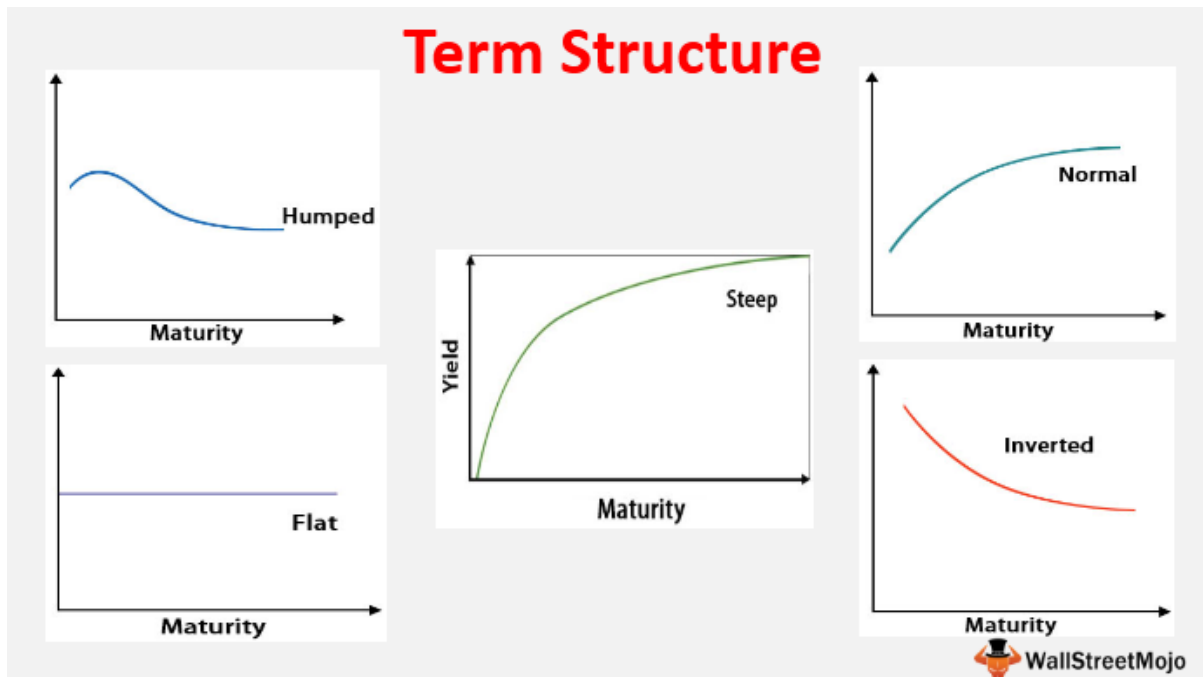 Term Structure
Humped
Maturity
Flat
Maturity
Steep
Yield
Maturity
Normal
Maturity
Inverted
Maturity
WallStreetMojo